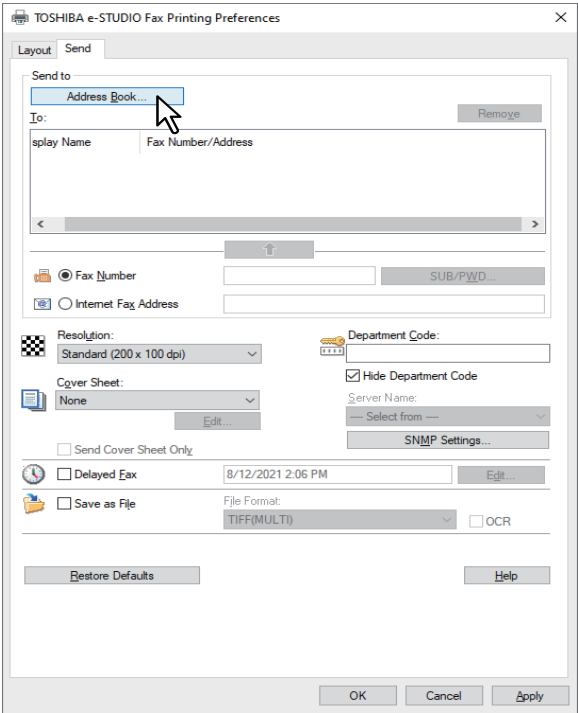 TOSHIBA e-STUDIO Fax Printing Preferences
Layout Send
Send to
Address Book...
To:
Remove
splay Name Fax Number/Address
Fax Number
SUB/PWD...
Internet Fax Address
Resolution:
Standard (200 x 100 dpi)
Department Code:
Hide Department Code
Cover Sheet:
None
Server Name:
--- Select from ---
Edit...
SNMP Settings...
Send Cover Sheet Only
Delayed Fax 8/12/2021 2:06 PM Edit...
Save as File
File Format:
TIFF(MULTI)
OCR
Restore Defaults Help
OK Cancel Apply